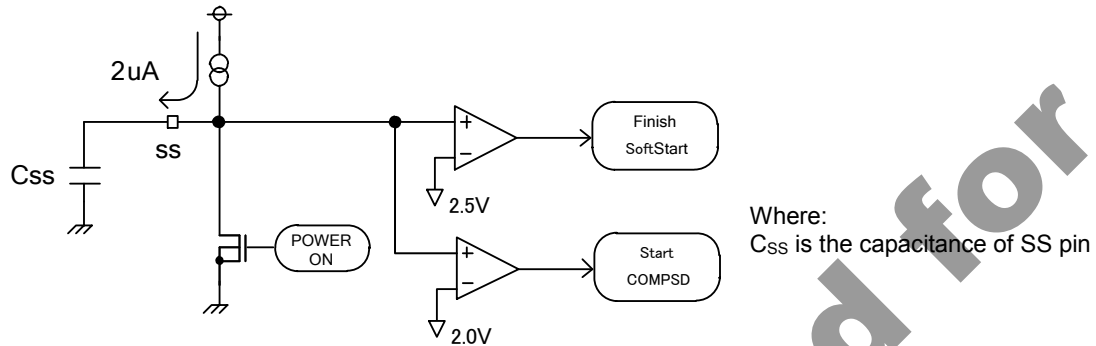 2uA
SS
Css
POWER
ON
2.5V
2.0V
Finish
SoftStart
Start
COMPSD
Where:
CSS is the capacitance of SS pin
d for